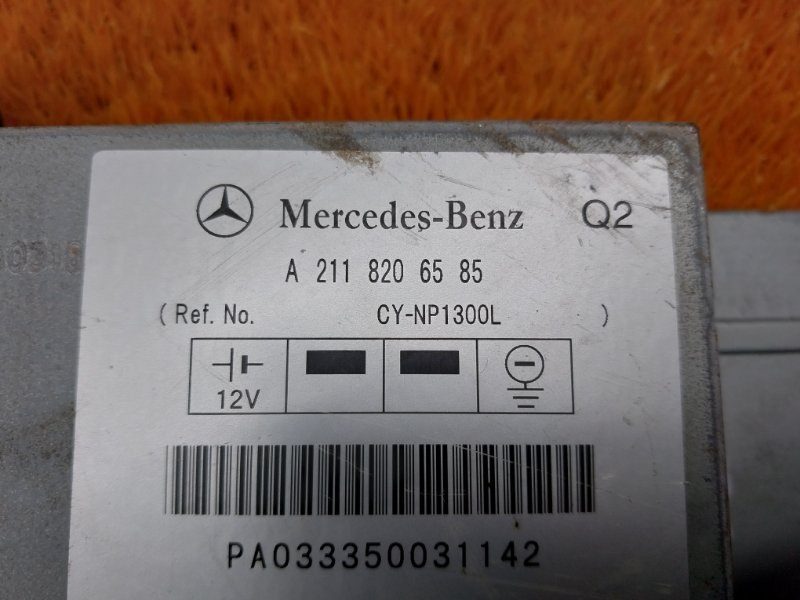 Mercedes-Benz Q2
A 211 820 65 85
(Ref. No. CY-NP1300L )
12V
PA033350031142